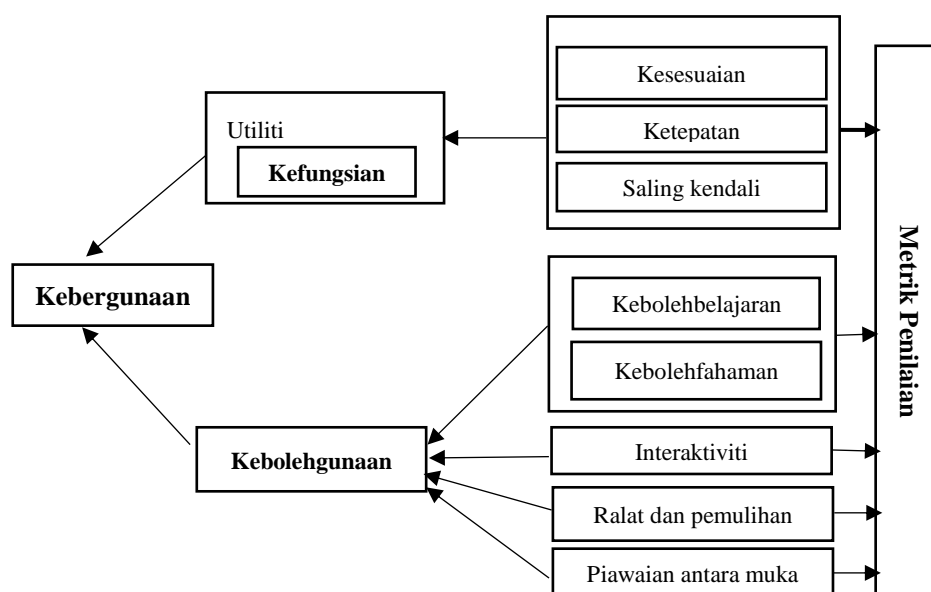 Kesesuaian
Utiliti
Ketepatan
Kefungsian
Saling kendali
Kebergunaan
Kebolehbelajaran
Metrik Penilaian
Kebolehfahaman
Kebolehgunaan
Interaktiviti
Ralat dan pemulihan
Piawaian antara muka